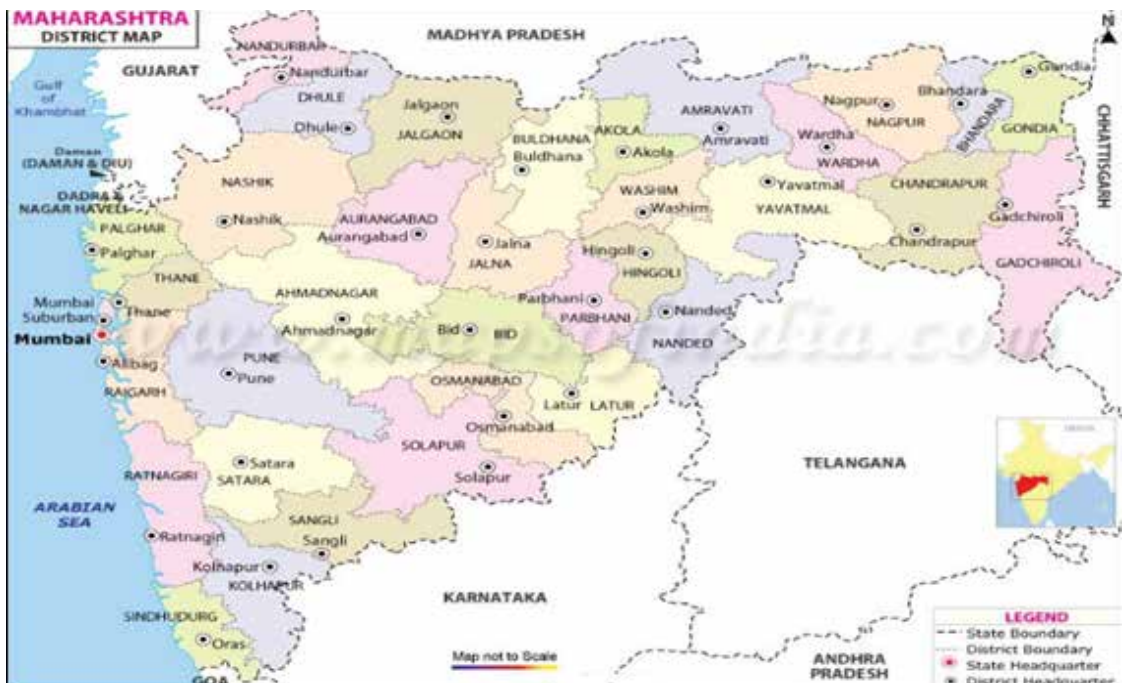 MAHARASHTRA
DISTRICT MAP
MADHYA PRADESH
N
GUJARAT
Gulf
of
Khambhat
NANDURBAR
Nandurbar
DHULE
Dhule
Jalgaon
JALGAON
BULDHANA
Buldhana
AKOLA
Akola
AMRAVATI
Amravati
Nagpur
NAGPUR
Wardha
WARDHA
Bhandara
BHANDARA
Gondia
GONDIA
CHHATTISGARH
Daman
(DAMAN & DIU)
DADRA &
NAGAR HAVELI
NASHIK
Nashik
AURANGABAD
Aurangabad
Jalna
JALNA
WASHIM
Washim
Yavatmal
YAVATMAL
CHANDRAPUR
Chandrapur
Gadchiroli
GADCHIROLI
PALGHAR
Palghar
THANE
Thane
Mumbai
Suburban
Mumbai
AHMADNAGAR
Ahmadnagar
Hingoli
HINGOLI
Parbhani
PARBHANI
Nanded
NANDED
Bid
BID
www.mapsofindia.com
Alibag
RAIGARH
PUNE
Pune
OSMANABAD
Osmanabad
Latur
LATUR
SOLAPUR
Solapur
Satara
SATARA
RATNAGIRI
Ratnagiri
ARABIAN
SEA
SANGLI
Sangli
Kolhapur
KOLHAPUR
SINDHUDURG
Oras
GOA
KARNATAKA
TELANGANA
ANDHRA
PRADESH
Map not to Scale
LEGEND
State Boundary
District Boundary
State Headquarter
District Headquarter